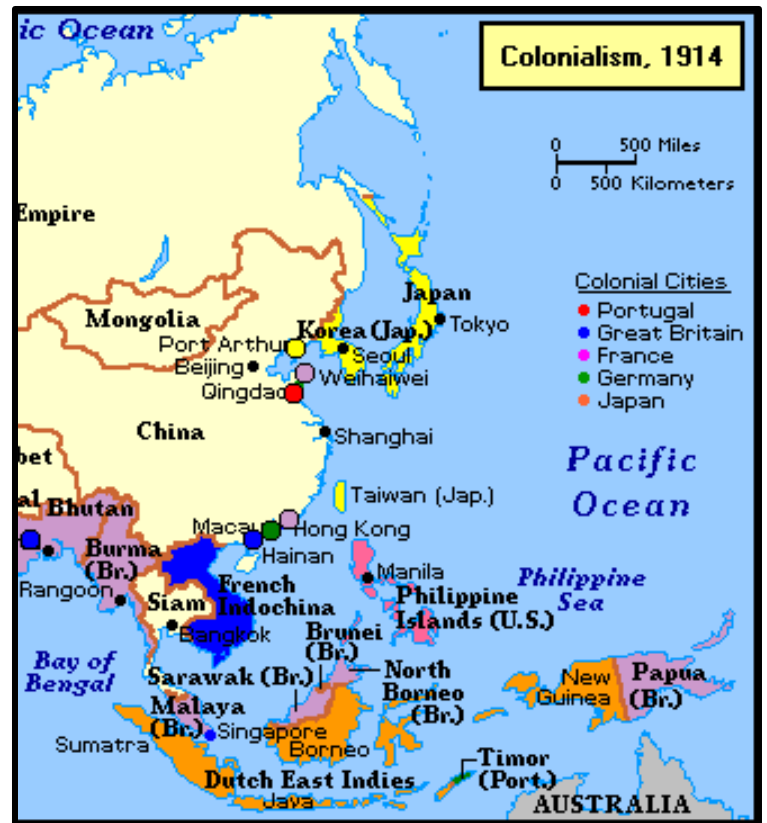 ic Ocean
Colonialism, 1914
0 500 Miles
0 500 Kilometers
Empire
Mongolia
Japan
Tokyo
Korea (Jap.)
Seoul
Port Arthur
Beijing
Weihaiwei
Qingdao
Colonial Cities
Portugal
Great Britain
France
Germany
Japan
China
Shanghai
Pacific
Ocean
bet
al
Bhutan
Taiwan (Jap.)
Macau
Hong Kong
Hainan
Burma
(Br.)
Rangoon
Siam
Bangkok
French
Indochina
Manila
Philippine
Islands (U.S.)
Philippine
Sea
Bay of
Bengal
Brunei
(Br.)
Sarawak (Br.)
North
Borneo
(Br.)
Malaya
(Br.)
Singapore
Sumatra
Borneo
New
Guinea
Papua
(Br.)
Dutch East Indies
Java
Timor
(Port.)
AUSTRALIA